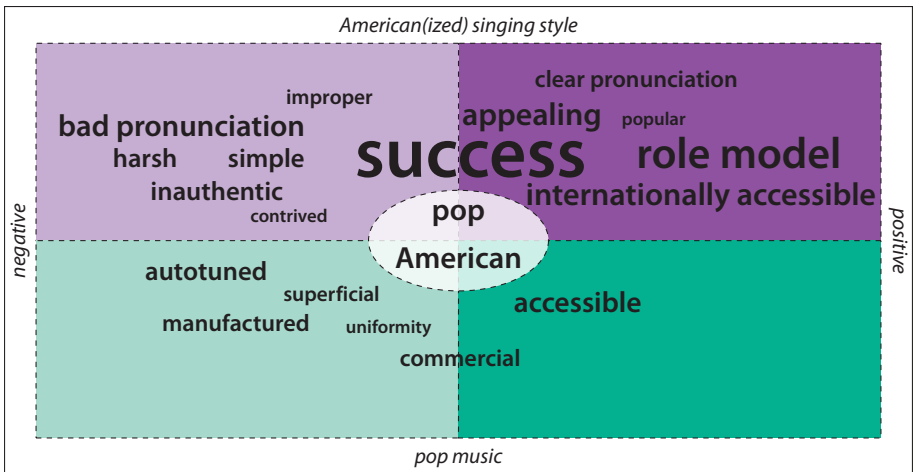 American(ized) singing style
clear pronunciation
improper
appealing
popular
bad pronunciation
success
role model
harsh
simple
inauthentic
internationally accessible
contrived
pop
negative
positive
American
autotuned
superficial
accessible
manufactured
uniformity
commercial
pop music